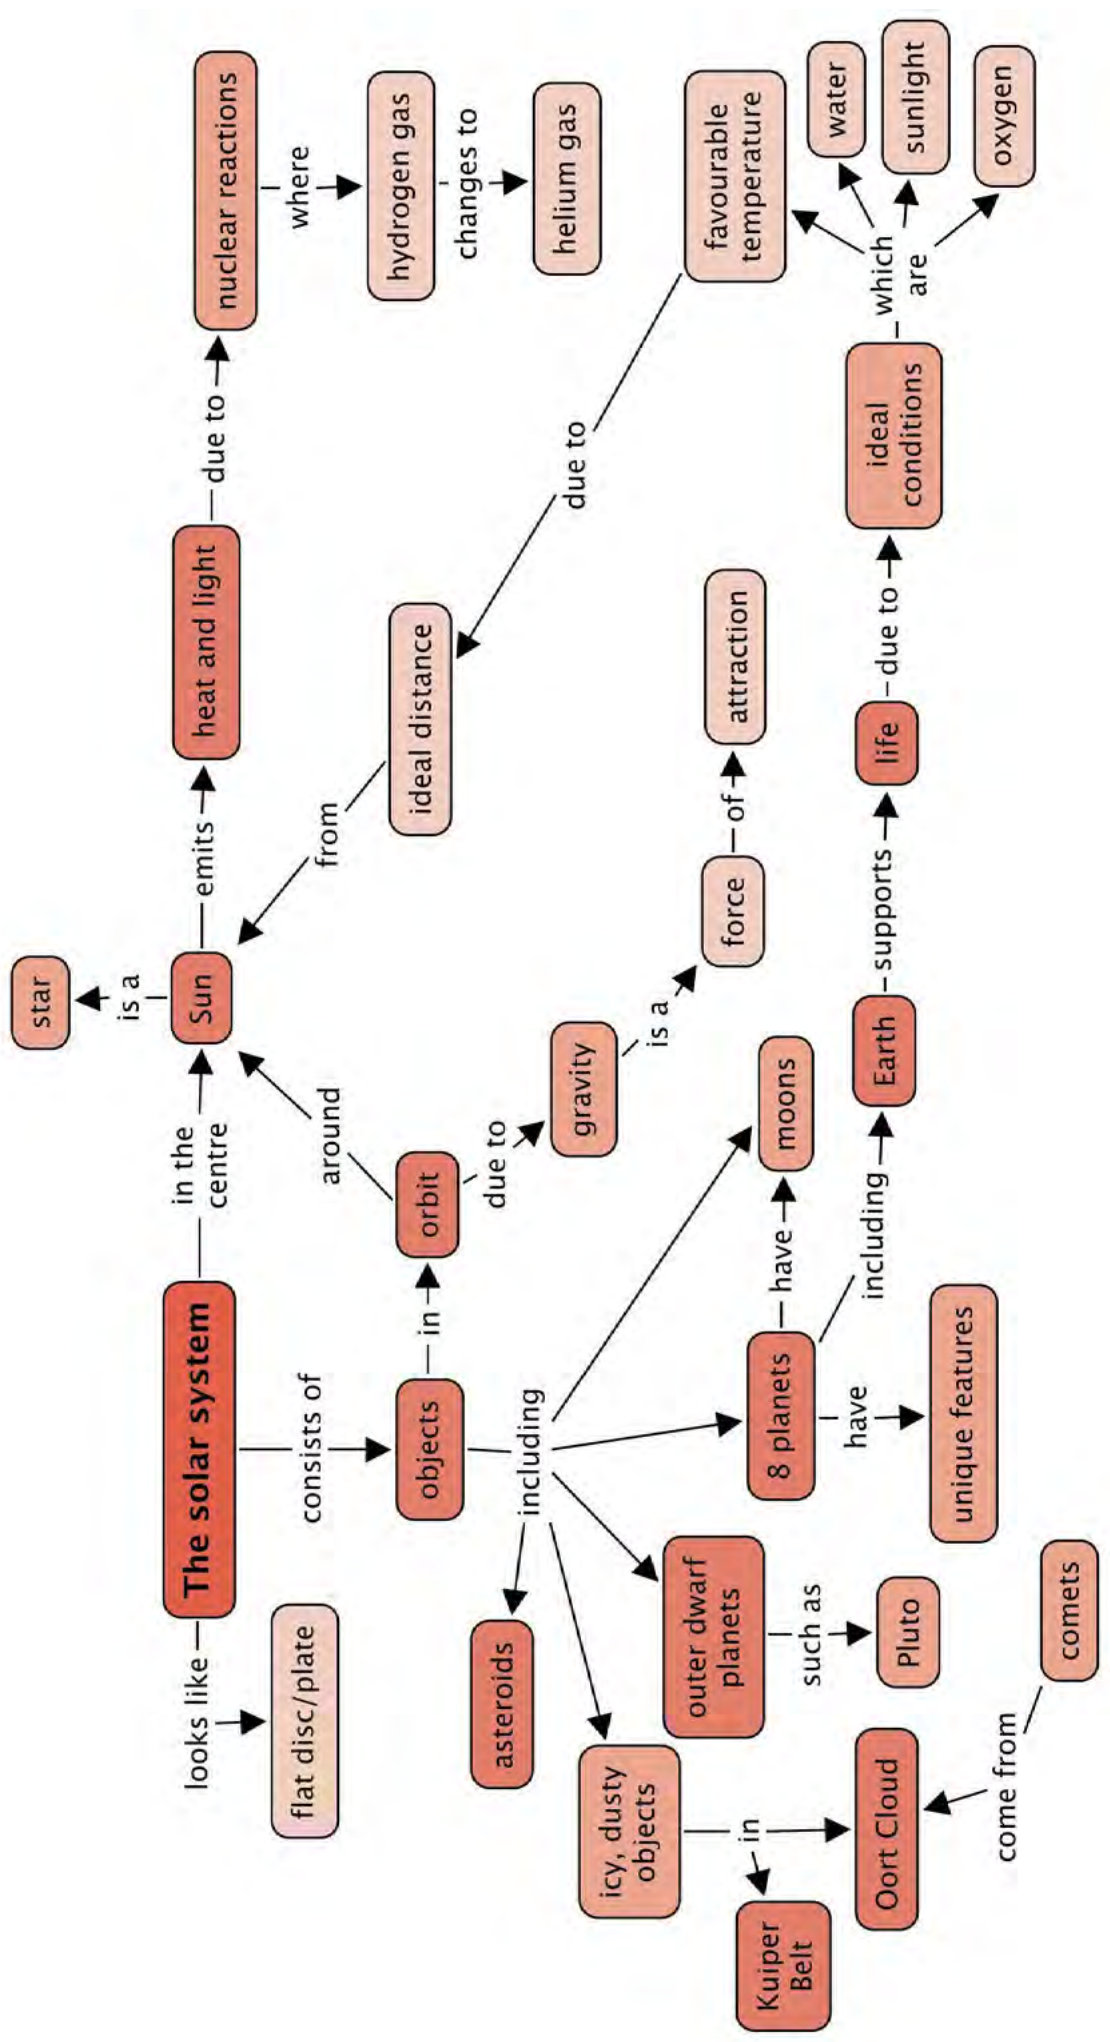 star
is a
looks like
The solar system
in the
centre
Sun
emits
heat and light
due to
nuclear reactions
flat disc/plate
consists of
around
from
where
objects
in
orbit
ideal distance
hydrogen gas
due to
changes to
asteroids
including
gravity
due to
helium gas
icy, dusty
objects
is a
outer dwarf
planets
force
of
attraction
favourable
temperature
in
Kuiper
Belt
8 planets
have
moons
such as
have
including
water
Oort Cloud
Pluto
Earth
supports
life
due to
ideal
conditions
which
are
sunlight
unique features
oxygen
come from
comets